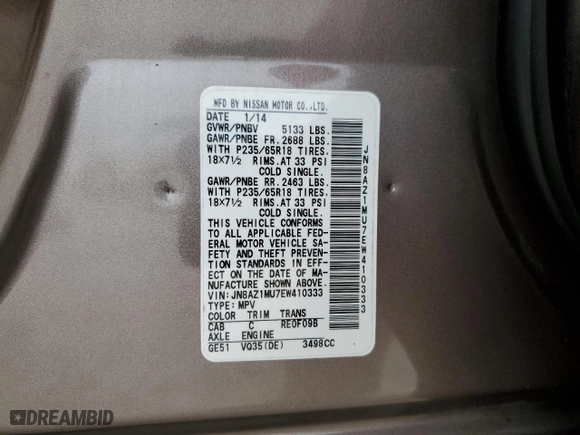 MFD BY NISSAN MOTOR CO.,LTD.
DATE 1/14
GVWR/PNBV 5133 LBS.
GAWR/PNBE FR.2688 LBS.
WITH P235/65R18 TIRES.
18X7½ RIMS.AT 33 PSI
COLD SINGLE.
GAWR/PNBE RR.2463 LBS.
WITH P235/65R18 TIRES.
18X7½ RIMS.AT 33 PSI
COLD SINGLE.
THIS VEHICLE CONFORMS
TO ALL APPLICABLE FED-
ERAL MOTOR VEHICLE SA-
FETY AND THEFT PREVEN-
TION STANDARDS IN EFF-
ECT ON THE DATE OF MA-
NUFACTURE SHOWN ABOVE.
VIN:JN8AZ1MU7EW410333
TYPE:MPV
COLOR TRIM TRANS
CAB C RE0F09B
AXLE ENGINE
GE51 VQ35(DE) 3498CC
JN8AZ1MU7EW410333
DREAMBID